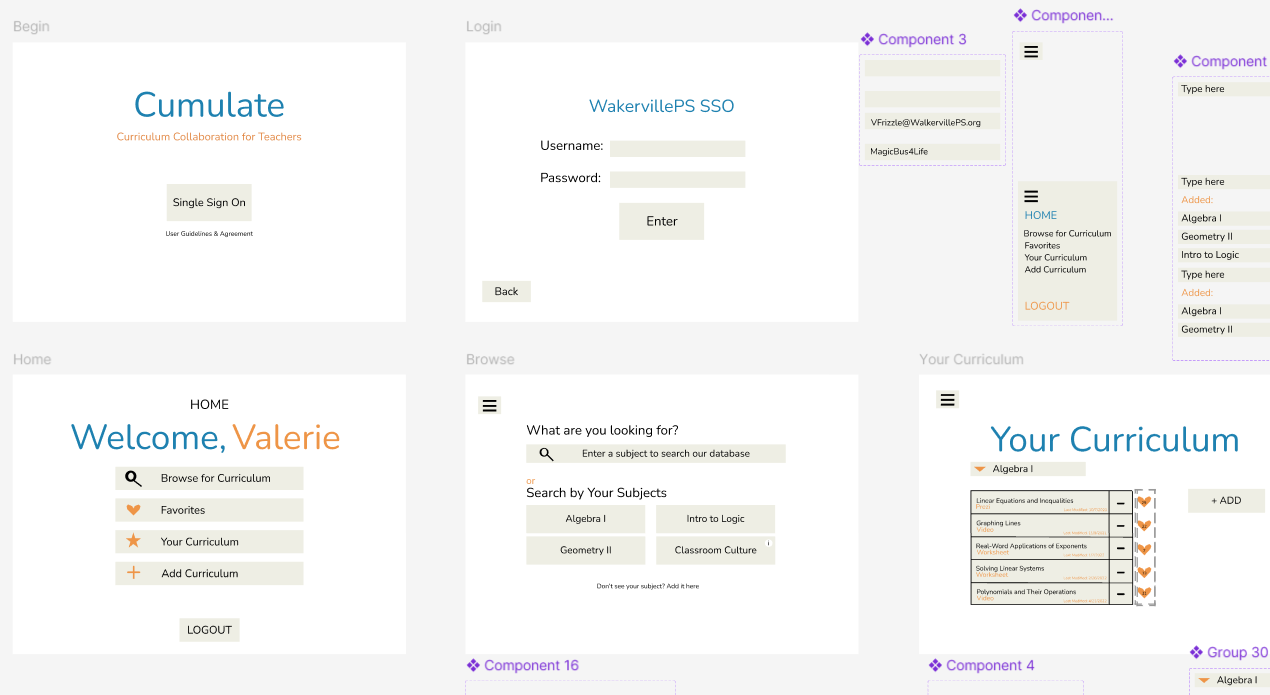 Begin
Cumulate
Curriculum Collaboration for Teachers
Single Sign On
User Guidelines & Agreement
Login
WakervillePS SSO
Username:
Password:
Enter
Back
Component 3
VFrizzle@WalkervillePS.org
MagicBus4Life
Componen...
HOME
Browse for Curriculum
Favorites
Your Curriculum
Add Curriculum
LOGOUT
Component
Type here
Type here
Added:
Algebra I
Geometry II
Intro to Logic
Type here
Added:
Algebra I
Geometry II
Home
HOME
Welcome, Valerie
Browse for Curriculum
Favorites
Your Curriculum
Add Curriculum
LOGOUT
Browse
What are you looking for?
Enter a subject to search our database
or
Search by Your Subjects
Algebra I
Intro to Logic
Geometry II
Classroom Culture
i
Don't see your subject? Add it here
Your Curriculum
Your Curriculum
Algebra I
Linear Equations and Inequalities
Prezi
Graphing Lines
Video
Real-Word Applications of Exponents
Worksheet
Solving Linear Systems
Worksheet
Polynomials and Their Operations
Video
+ ADD
Component 16
Component 4
Group 30
Algebra I